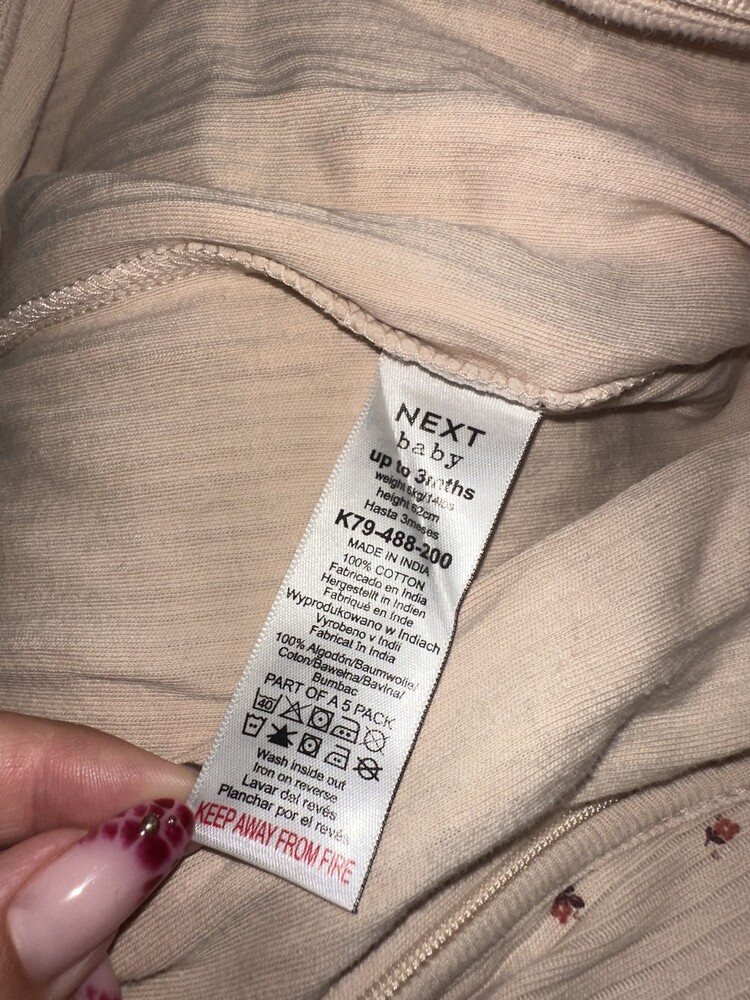 NEXT
baby
up to 3mths
weight 6kg/14lbs
height 62cm
Hasta 3meses
K79-488-200
MADE IN INDIA
100% COTTON
Fabricado en India
Hergestellt in Indien
Fabriqué en Inde
Wyprodukowano w Indiach
Vyrobeno v Indii
Fabricat în India
100% Algodón/Baumwolle/
Coton/Bawełna/Bavlna/
Bumbac
PART OF A 5 PACK
40
Wash inside out
Iron on reverse
Lavar del revés
Planchar por el revés
KEEP AWAY FROM FIRE